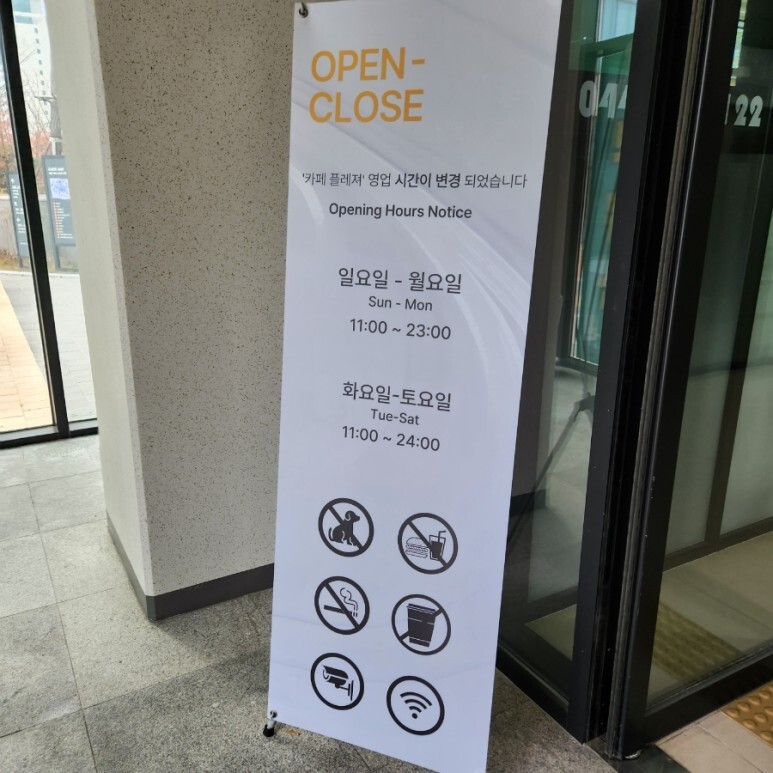 OPEN-
CLOSE
'카페 플레져' 영업 시간이 변경 되었습니다
Opening Hours Notice
일요일 - 월요일
Sun - Mon
11:00 ~ 23:00
화요일-토요일
Tue-Sat
11:00 ~ 24:00